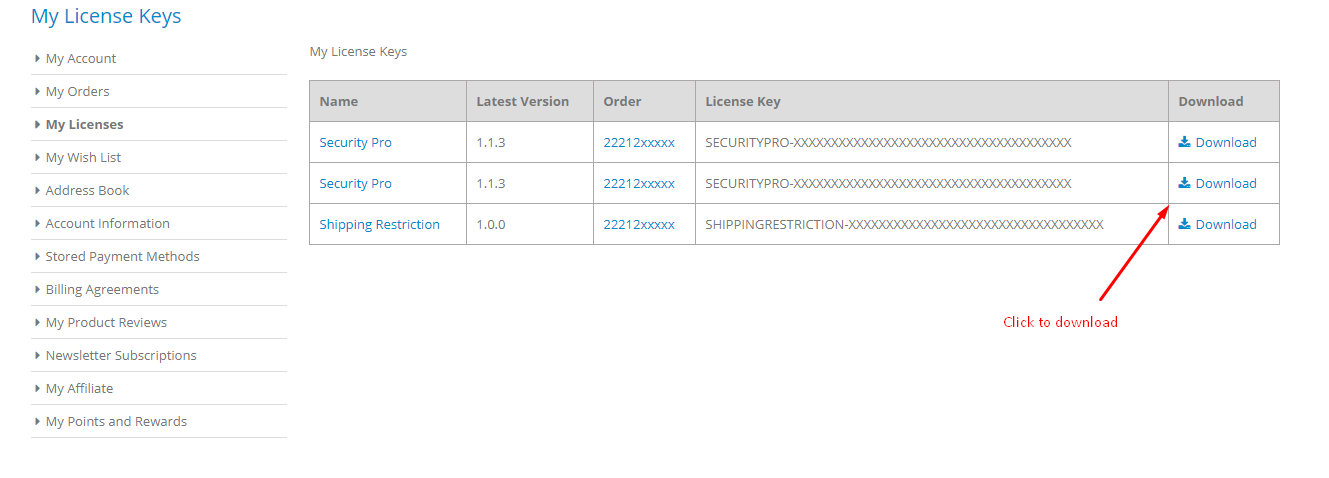 My License Keys
My Account
My Orders
My Licenses
My Wish List
Address Book
Account Information
Stored Payment Methods
Billing Agreements
My Product Reviews
Newsletter Subscriptions
My Affiliate
My Points and Rewards
My License Keys
Name Latest Version Order License Key Download
Security Pro 1.1.3 22212xxxxx SECURITYPRO-XXXXXXXXXXXXXXXXXXXXXXXXXXXXXXXXXXXXX Download
Security Pro 1.1.3 22212xxxxx SECURITYPRO-XXXXXXXXXXXXXXXXXXXXXXXXXXXXXXXXXXXXX Download
Shipping Restriction 1.0.0 22212xxxxx SHIPPINGRESTRICTION-XXXXXXXXXXXXXXXXXXXXXXXXXXXXXXXXXX Download
Click to download